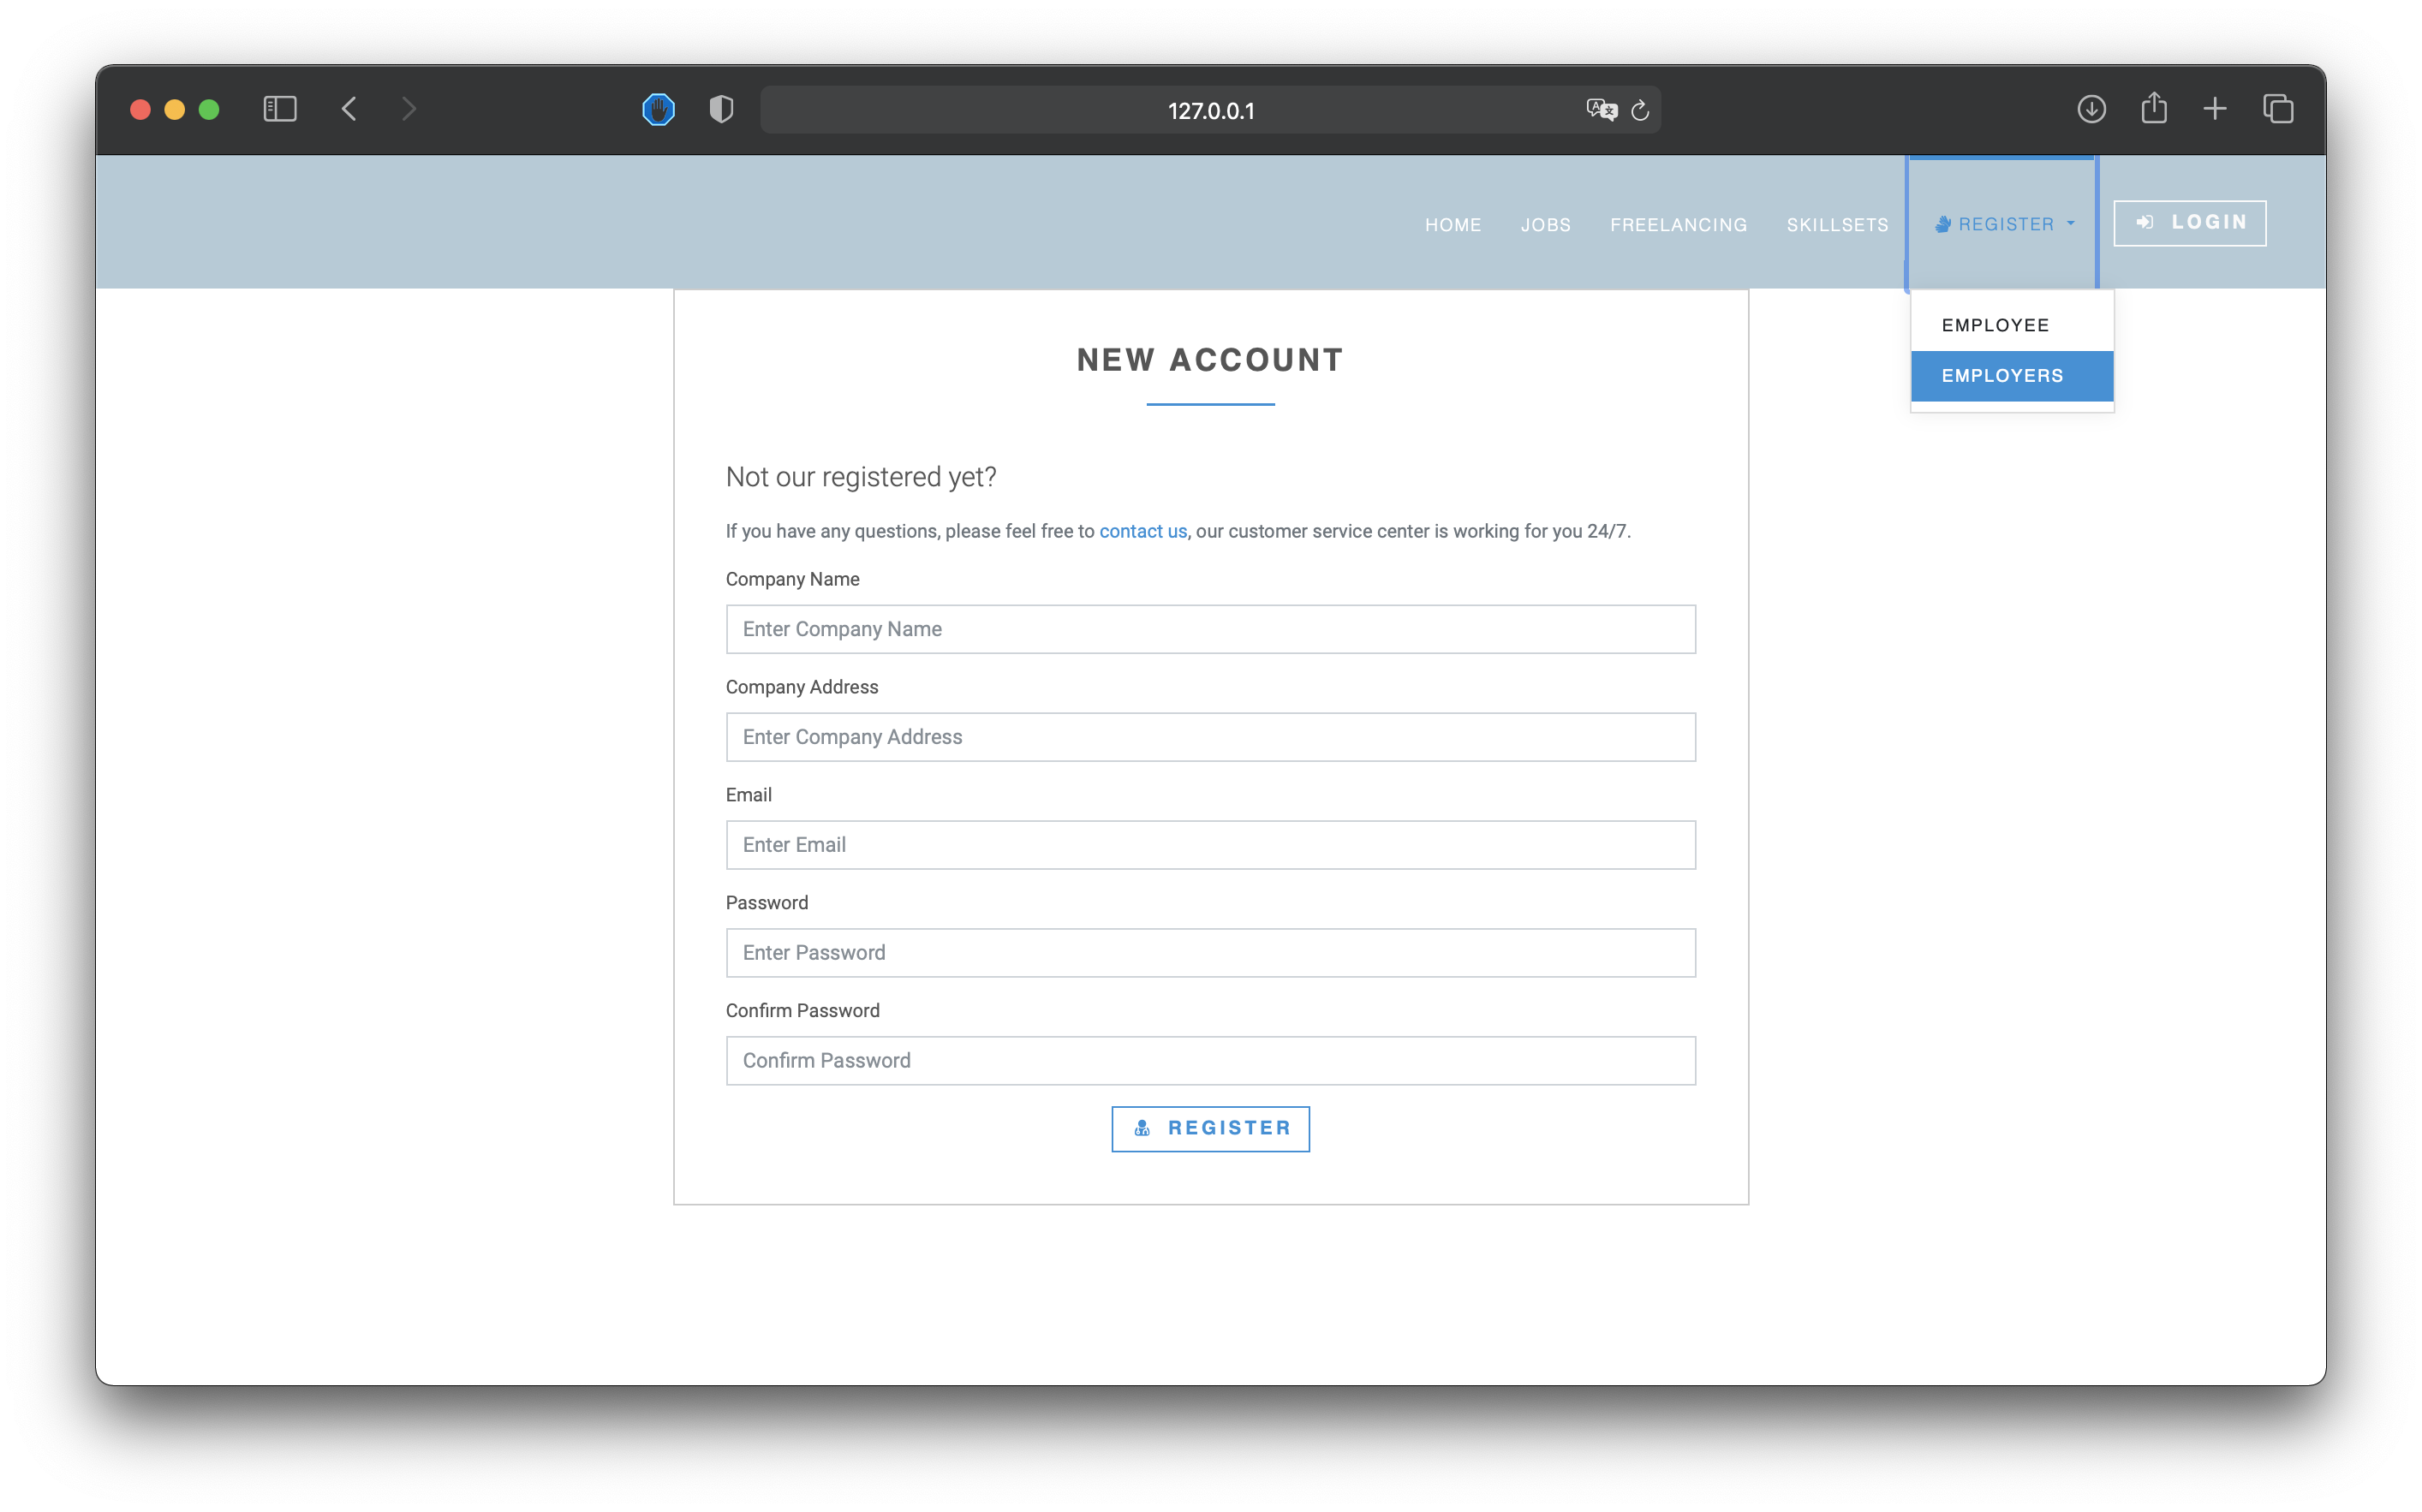 127.0.0.1
HOME JOBS FREELANCING SKILLSETS REGISTER LOGIN
EMPLOYEE
EMPLOYERS
NEW ACCOUNT
Not our registered yet?
If you have any questions, please feel free to contact us, our customer service center is working for you 24/7.
Company Name
Enter Company Name
Company Address
Enter Company Address
Email
Enter Email
Password
Enter Password
Confirm Password
Confirm Password
REGISTER